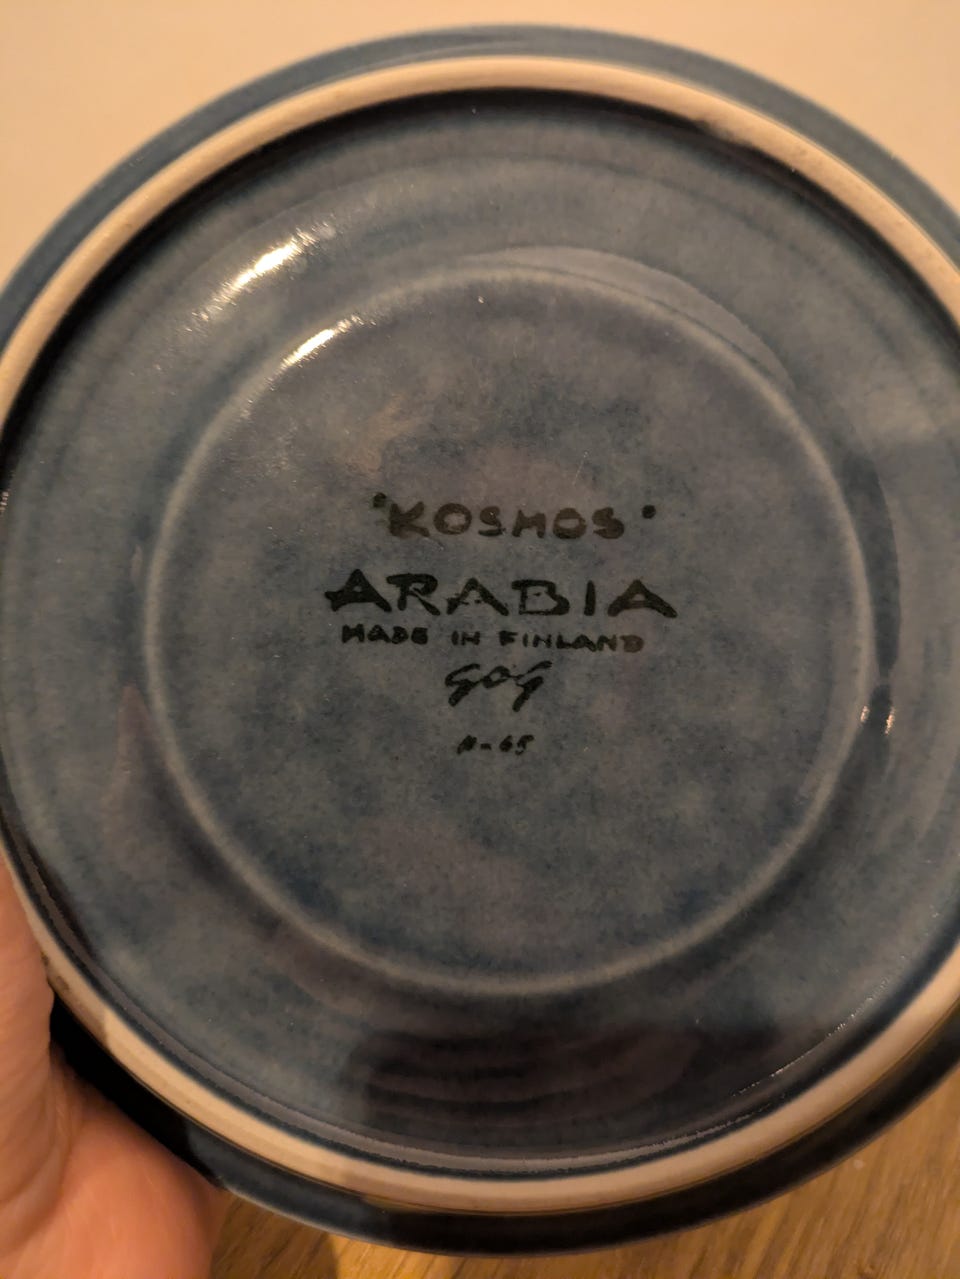 "KOSMOS"
ARABIA
MADE IN FINLAND
GOG